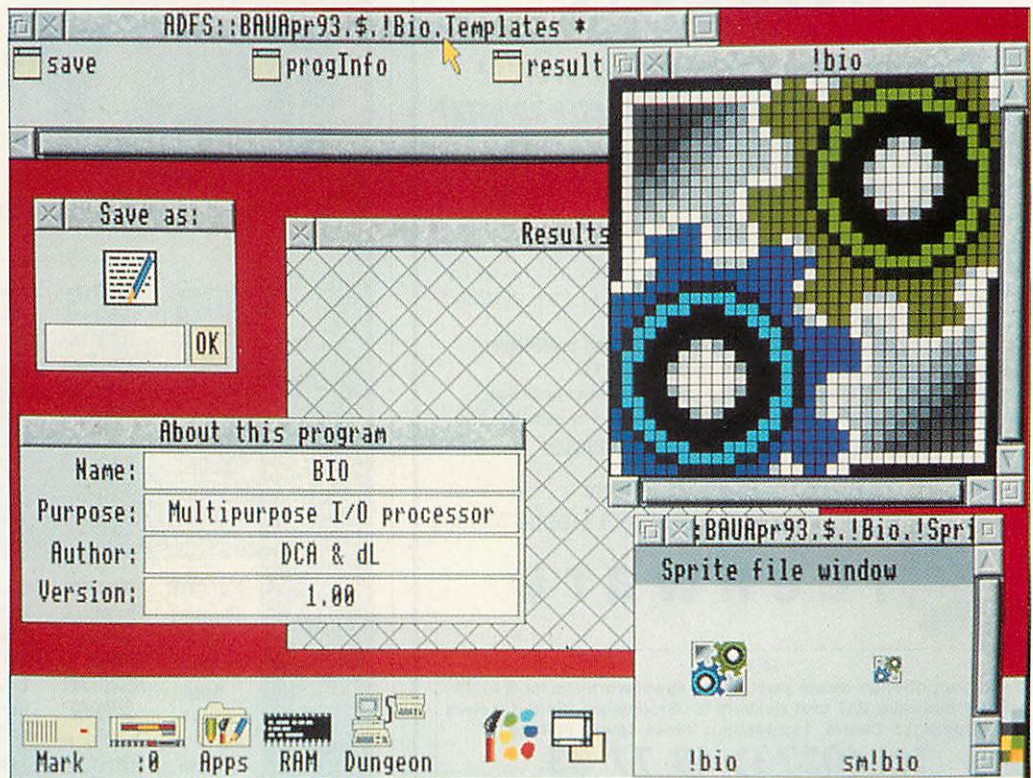 ADFS::BAUApr93.$.!Bio.Templates *
save
progInfo
result
!bio
Save as:
OK
Results
About this program
Name: BIO
Purpose: Multipurpose I/O processor
Author: DCA & dL
Version: 1.00
:BAUApr93.$.!Bio.!Spri
Sprite file window
!bio
sm!bio
Mark
:0
Apps
RAM
Dungeon